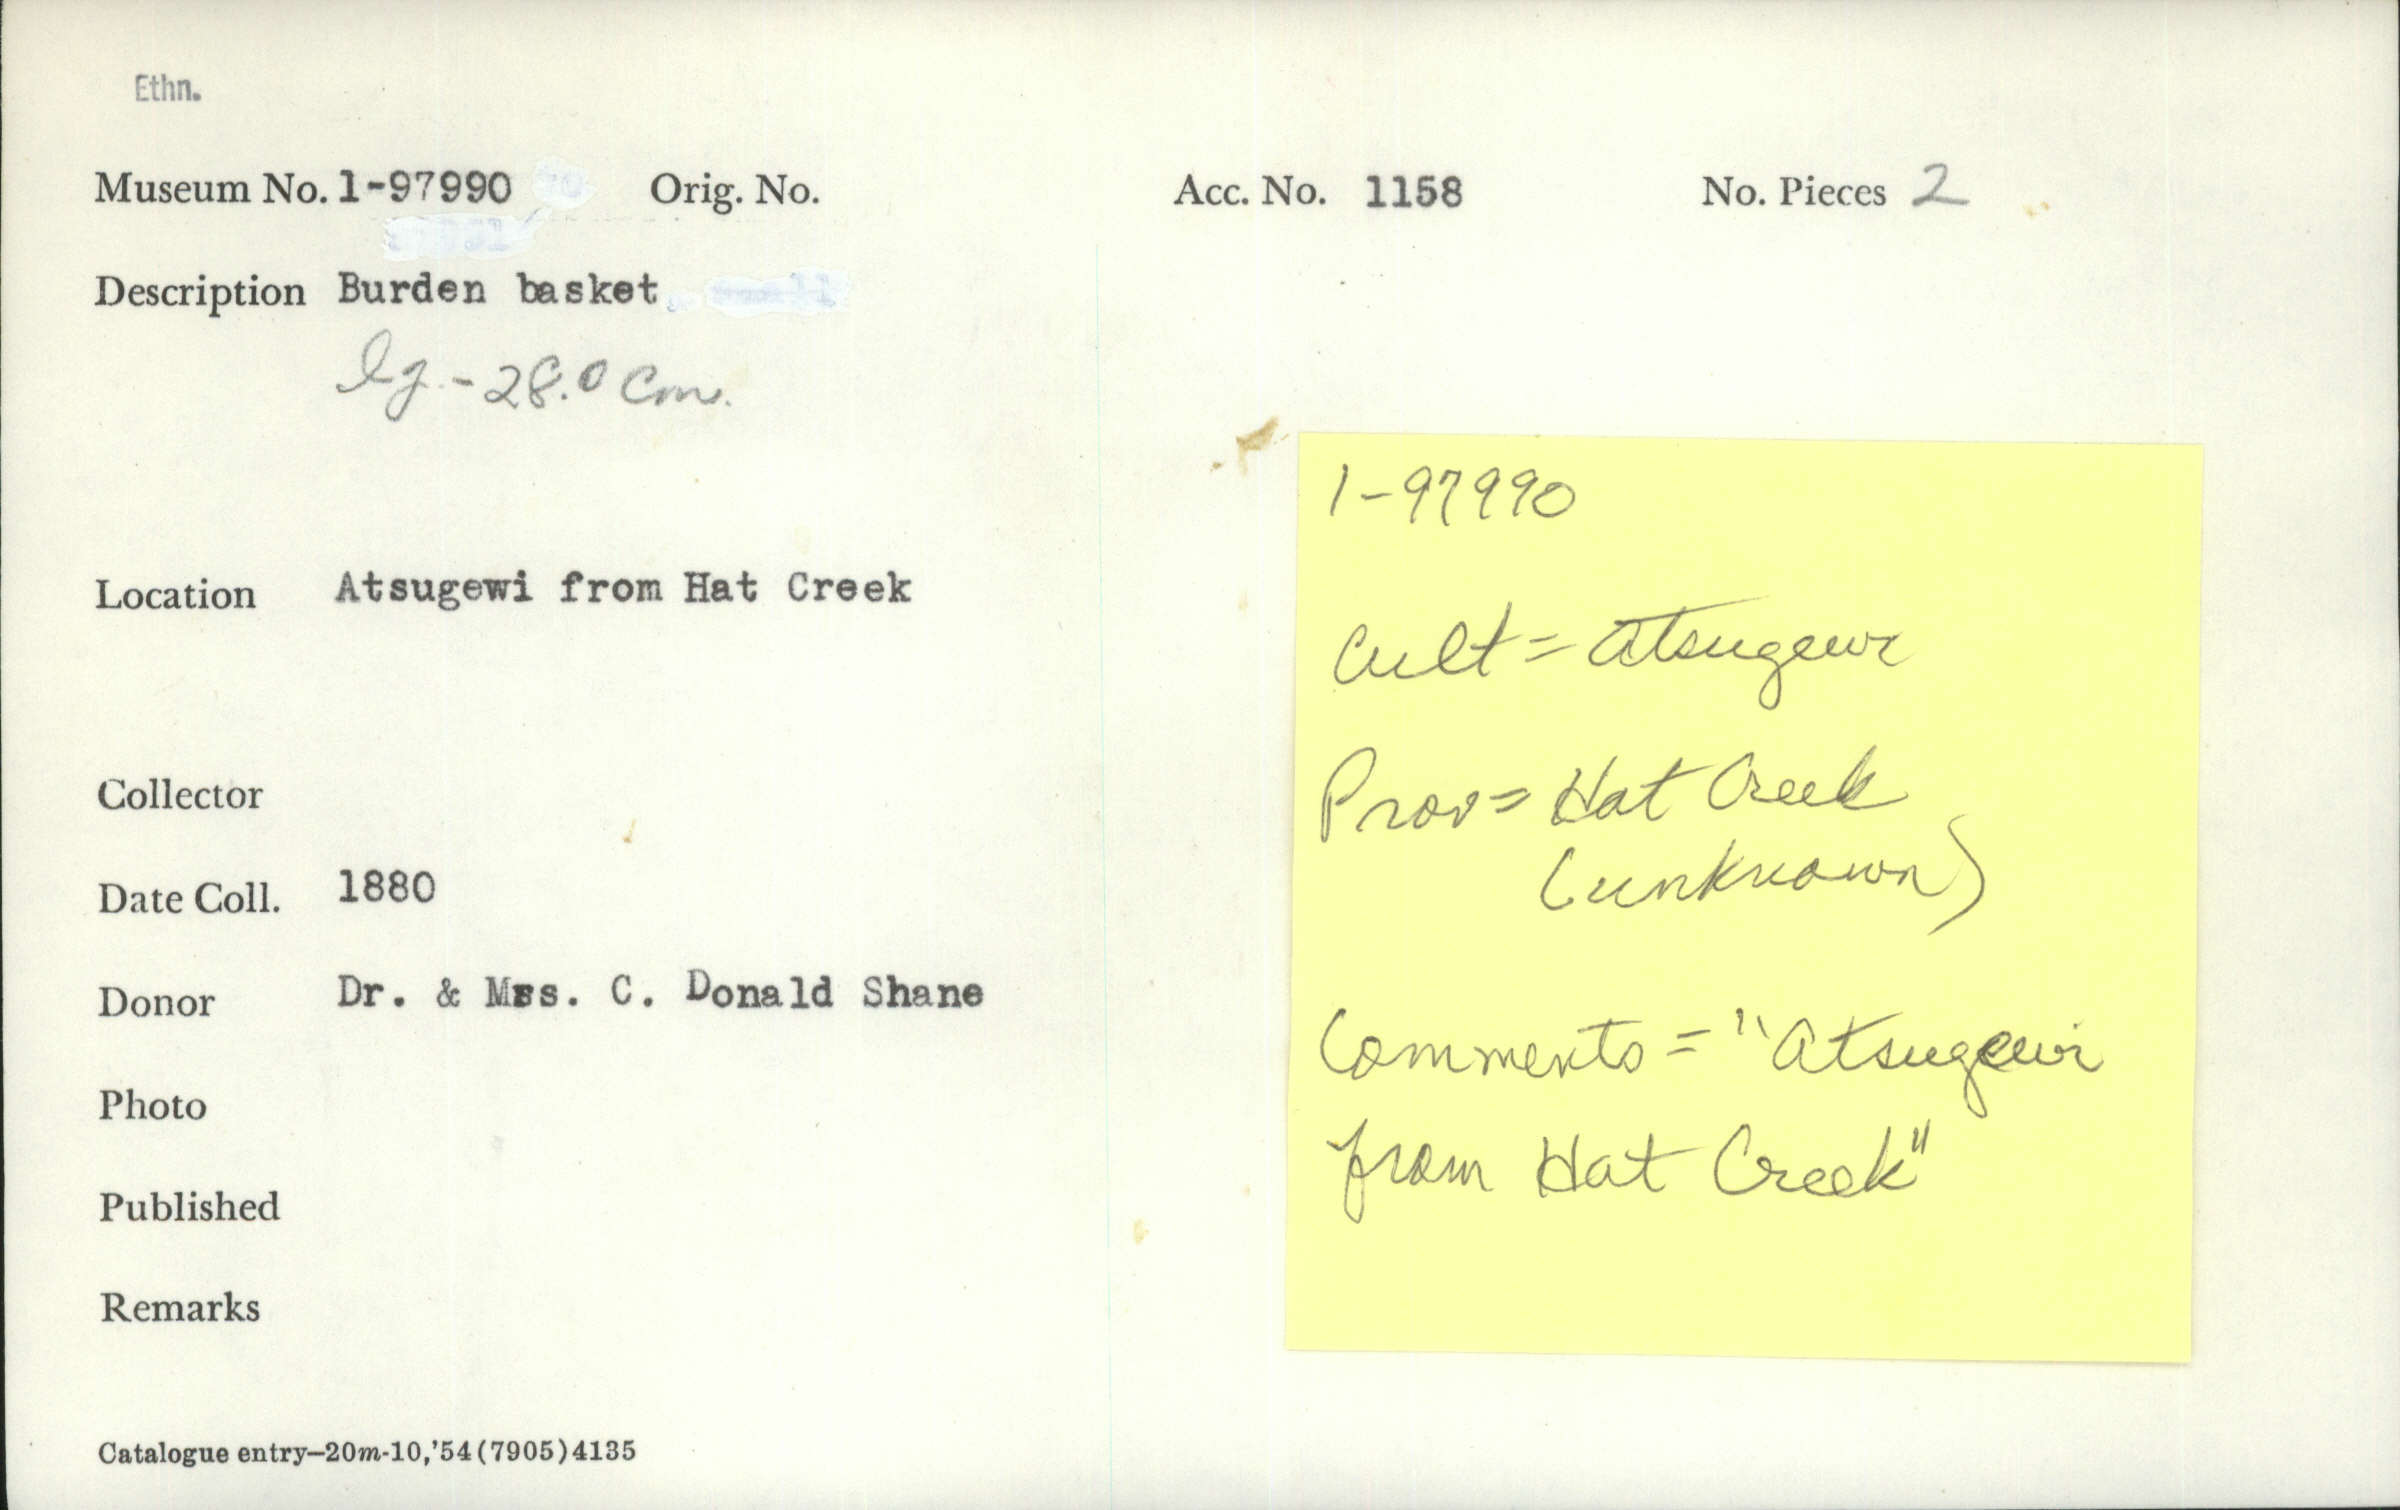 Ethn.
Museum No. 1-97990 Orig. No. Acc. No. 1158 No. Pieces 2
Description Burden basket
lg. - 28.0 cm.
Location Atsugewi from Hat Creek
Collector
Date Coll. 1880
Donor Dr. & Mrs. C. Donald Shane
Photo
Published
Remarks
Catalogue entry—20m-10,'54(7905)4135
1-97990
Cult = Atsugewi
Prov = Hat Creek
(unknown)
Comments = "Atsugewi
from Hat Creek"